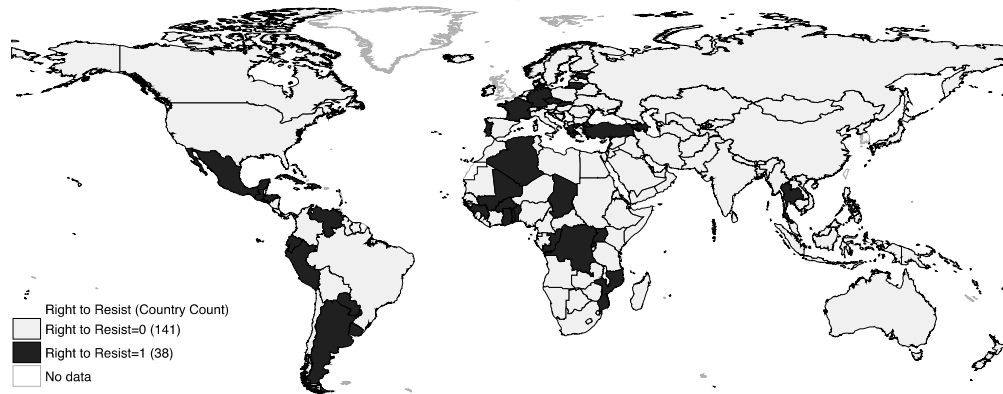 Right to Resist (Country Count)
Right to Resist=0 (141)
Right to Resist=1 (38)
No data